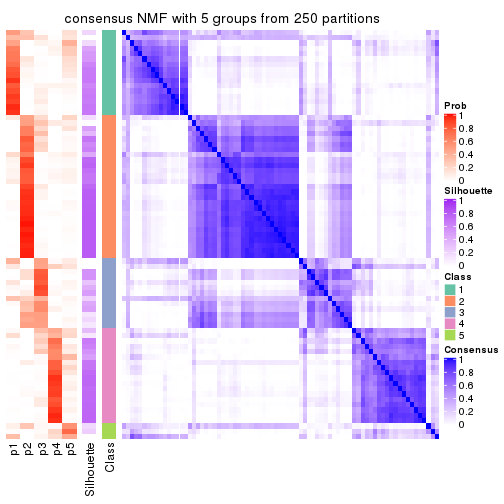 consensus NMF with 5 groups from 250 partitions
Prob
1
0.8
0.6
0.4
0.2
0
Silhouette
1
0.8
0.6
0.4
0.2
0
Class
1
2
3
4
5
Consensus
1
0.8
0.6
0.4
0.2
0
p1
p2
p3
p4
p5
Silhouette
Class